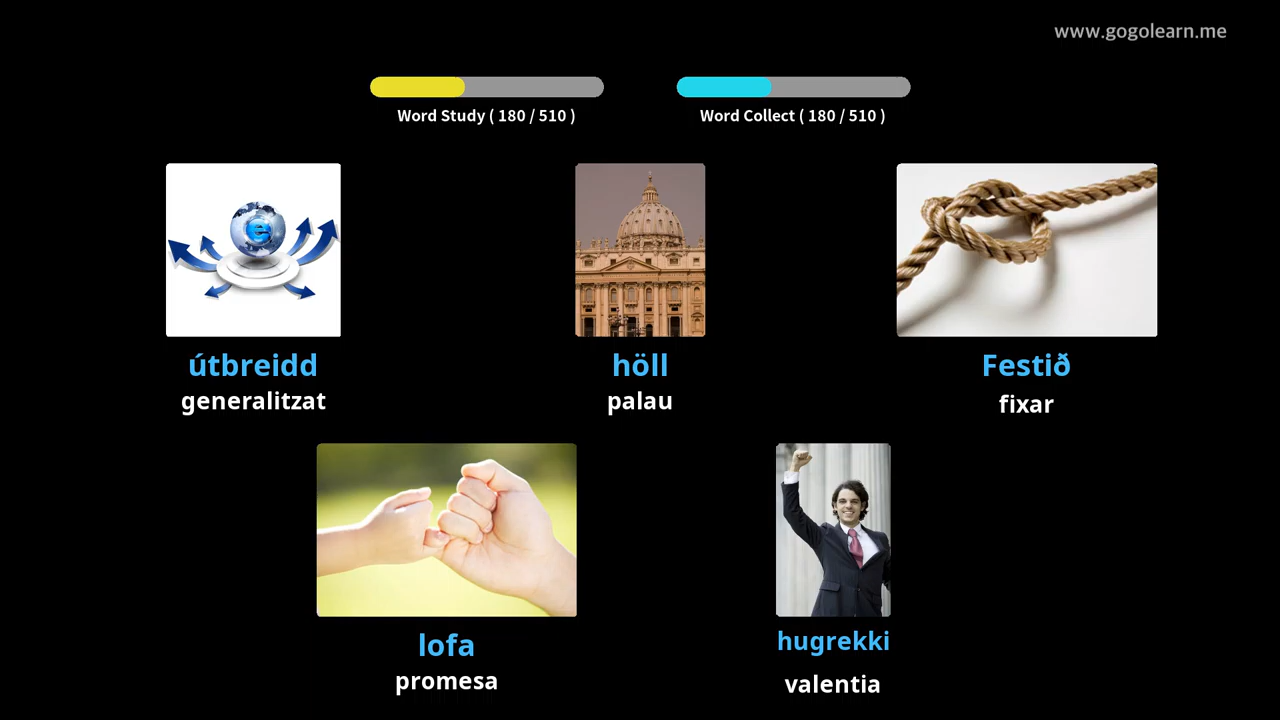 www.gogolearn.me
Word Study ( 180 / 510 )
Word Collect ( 180 / 510 )
útbreidd
generalitzat
höll
palau
Festið
fixar
lofa
promesa
hugrekki
valentia